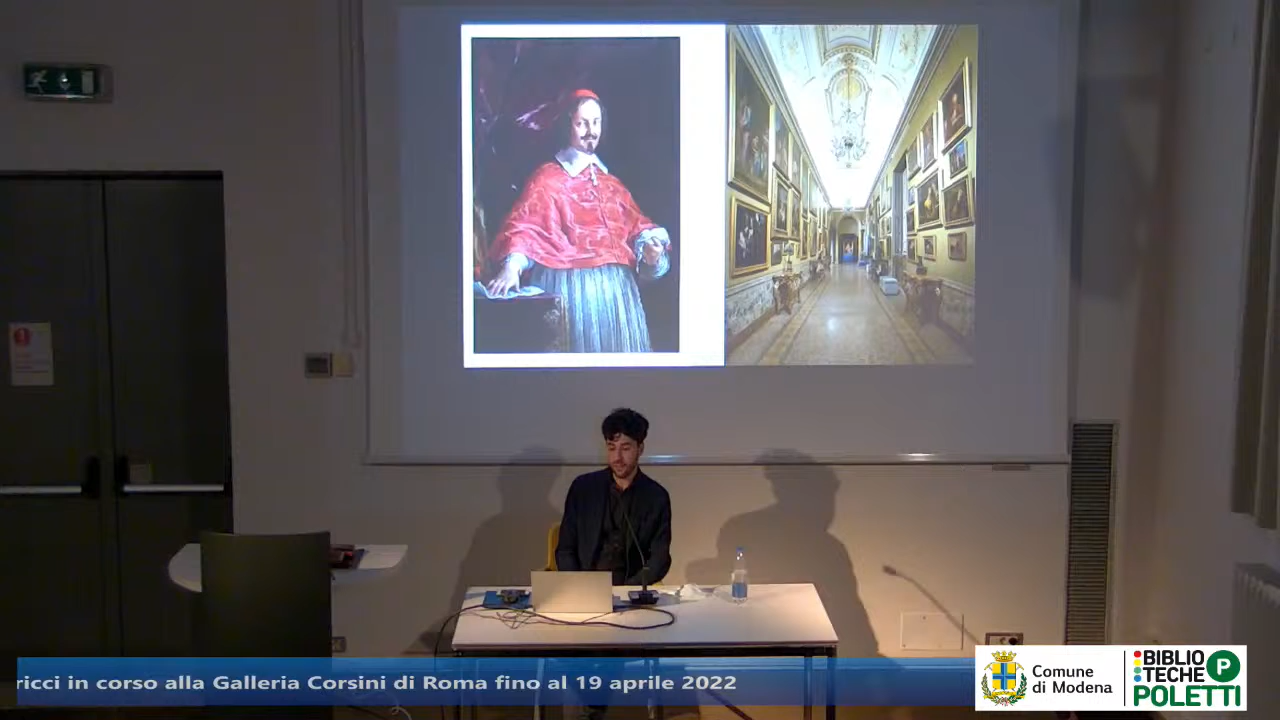 ricci in corso alla Galleria Corsini di Roma fino al 19 aprile 2022
Comune
di Modena
BIBLIO
TECHE
POLETTI
P